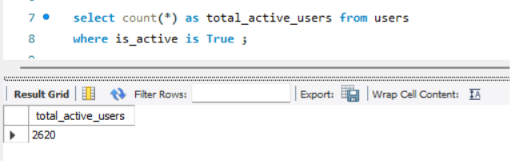 7 select count(*) as total_active_users from users
8 where is_active is True ;
Result Grid Filter Rows: Export: Wrap Cell Content: IA
total_active_users
2620